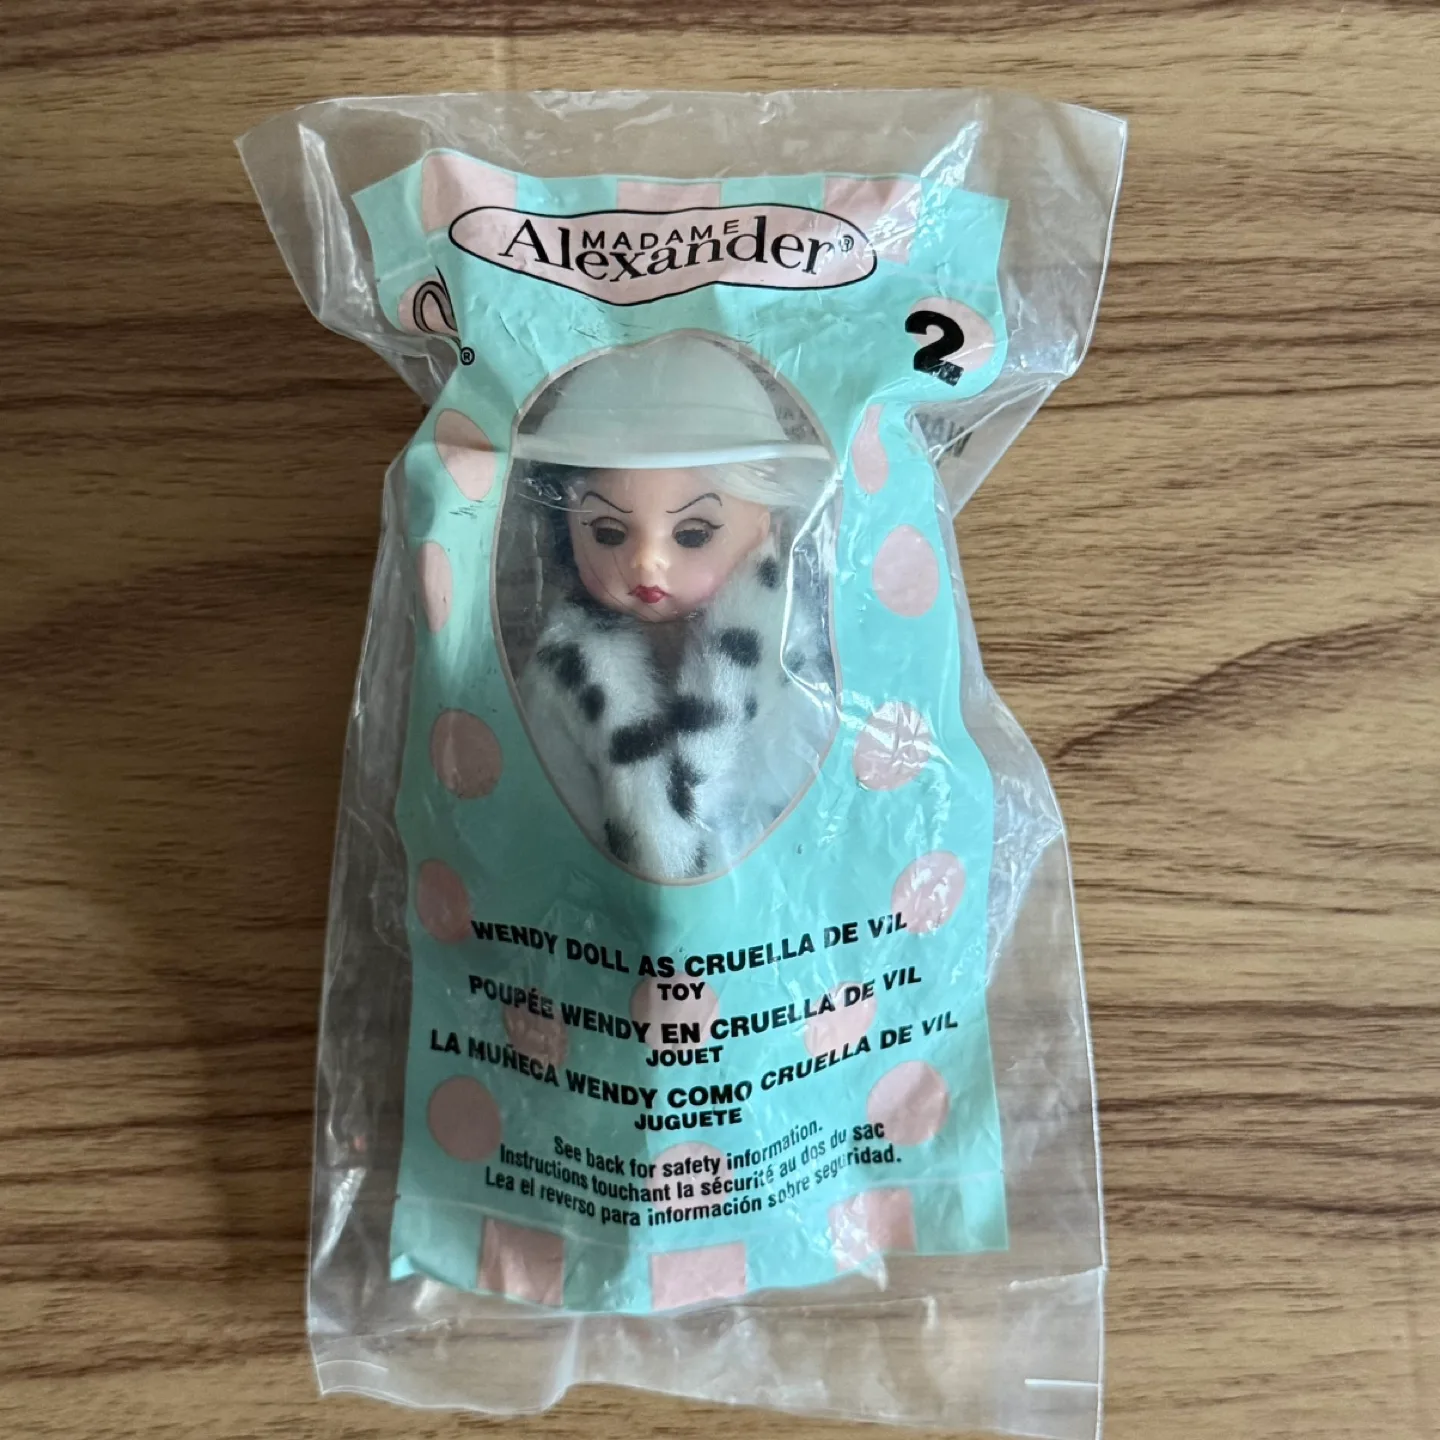 MADAME
Alexander®
2
®
WENDY DOLL AS CRUELLA DE VIL
TOY
POUPÉE WENDY EN CRUELLA DE VIL
JOUET
LA MUÑECA WENDY COMO CRUELLA DE VIL
JUGUETE
See back for safety information.
Instructions touchant la sécurité au dos du sac
Lea el reverso para información sobre seguridad.